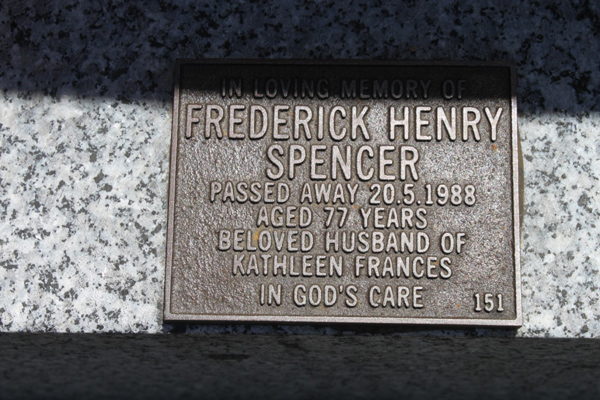 IN LOVING MEMORY OF
FREDERICK HENRY
SPENCER
PASSED AWAY 20.5.1988
AGED 77 YEARS
BELOVED HUSBAND OF
KATHLEEN FRANCES
IN GOD'S CARE 151